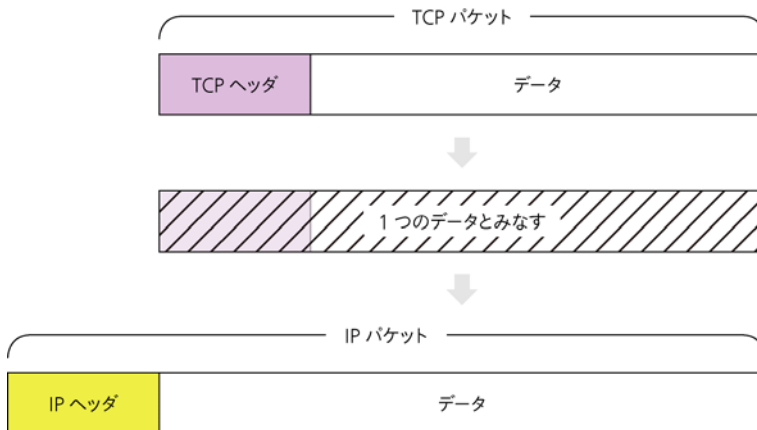 TCP パケット
TCP ヘッダ
データ
1 つのデータとみなす
IP パケット
IP ヘッダ
データ